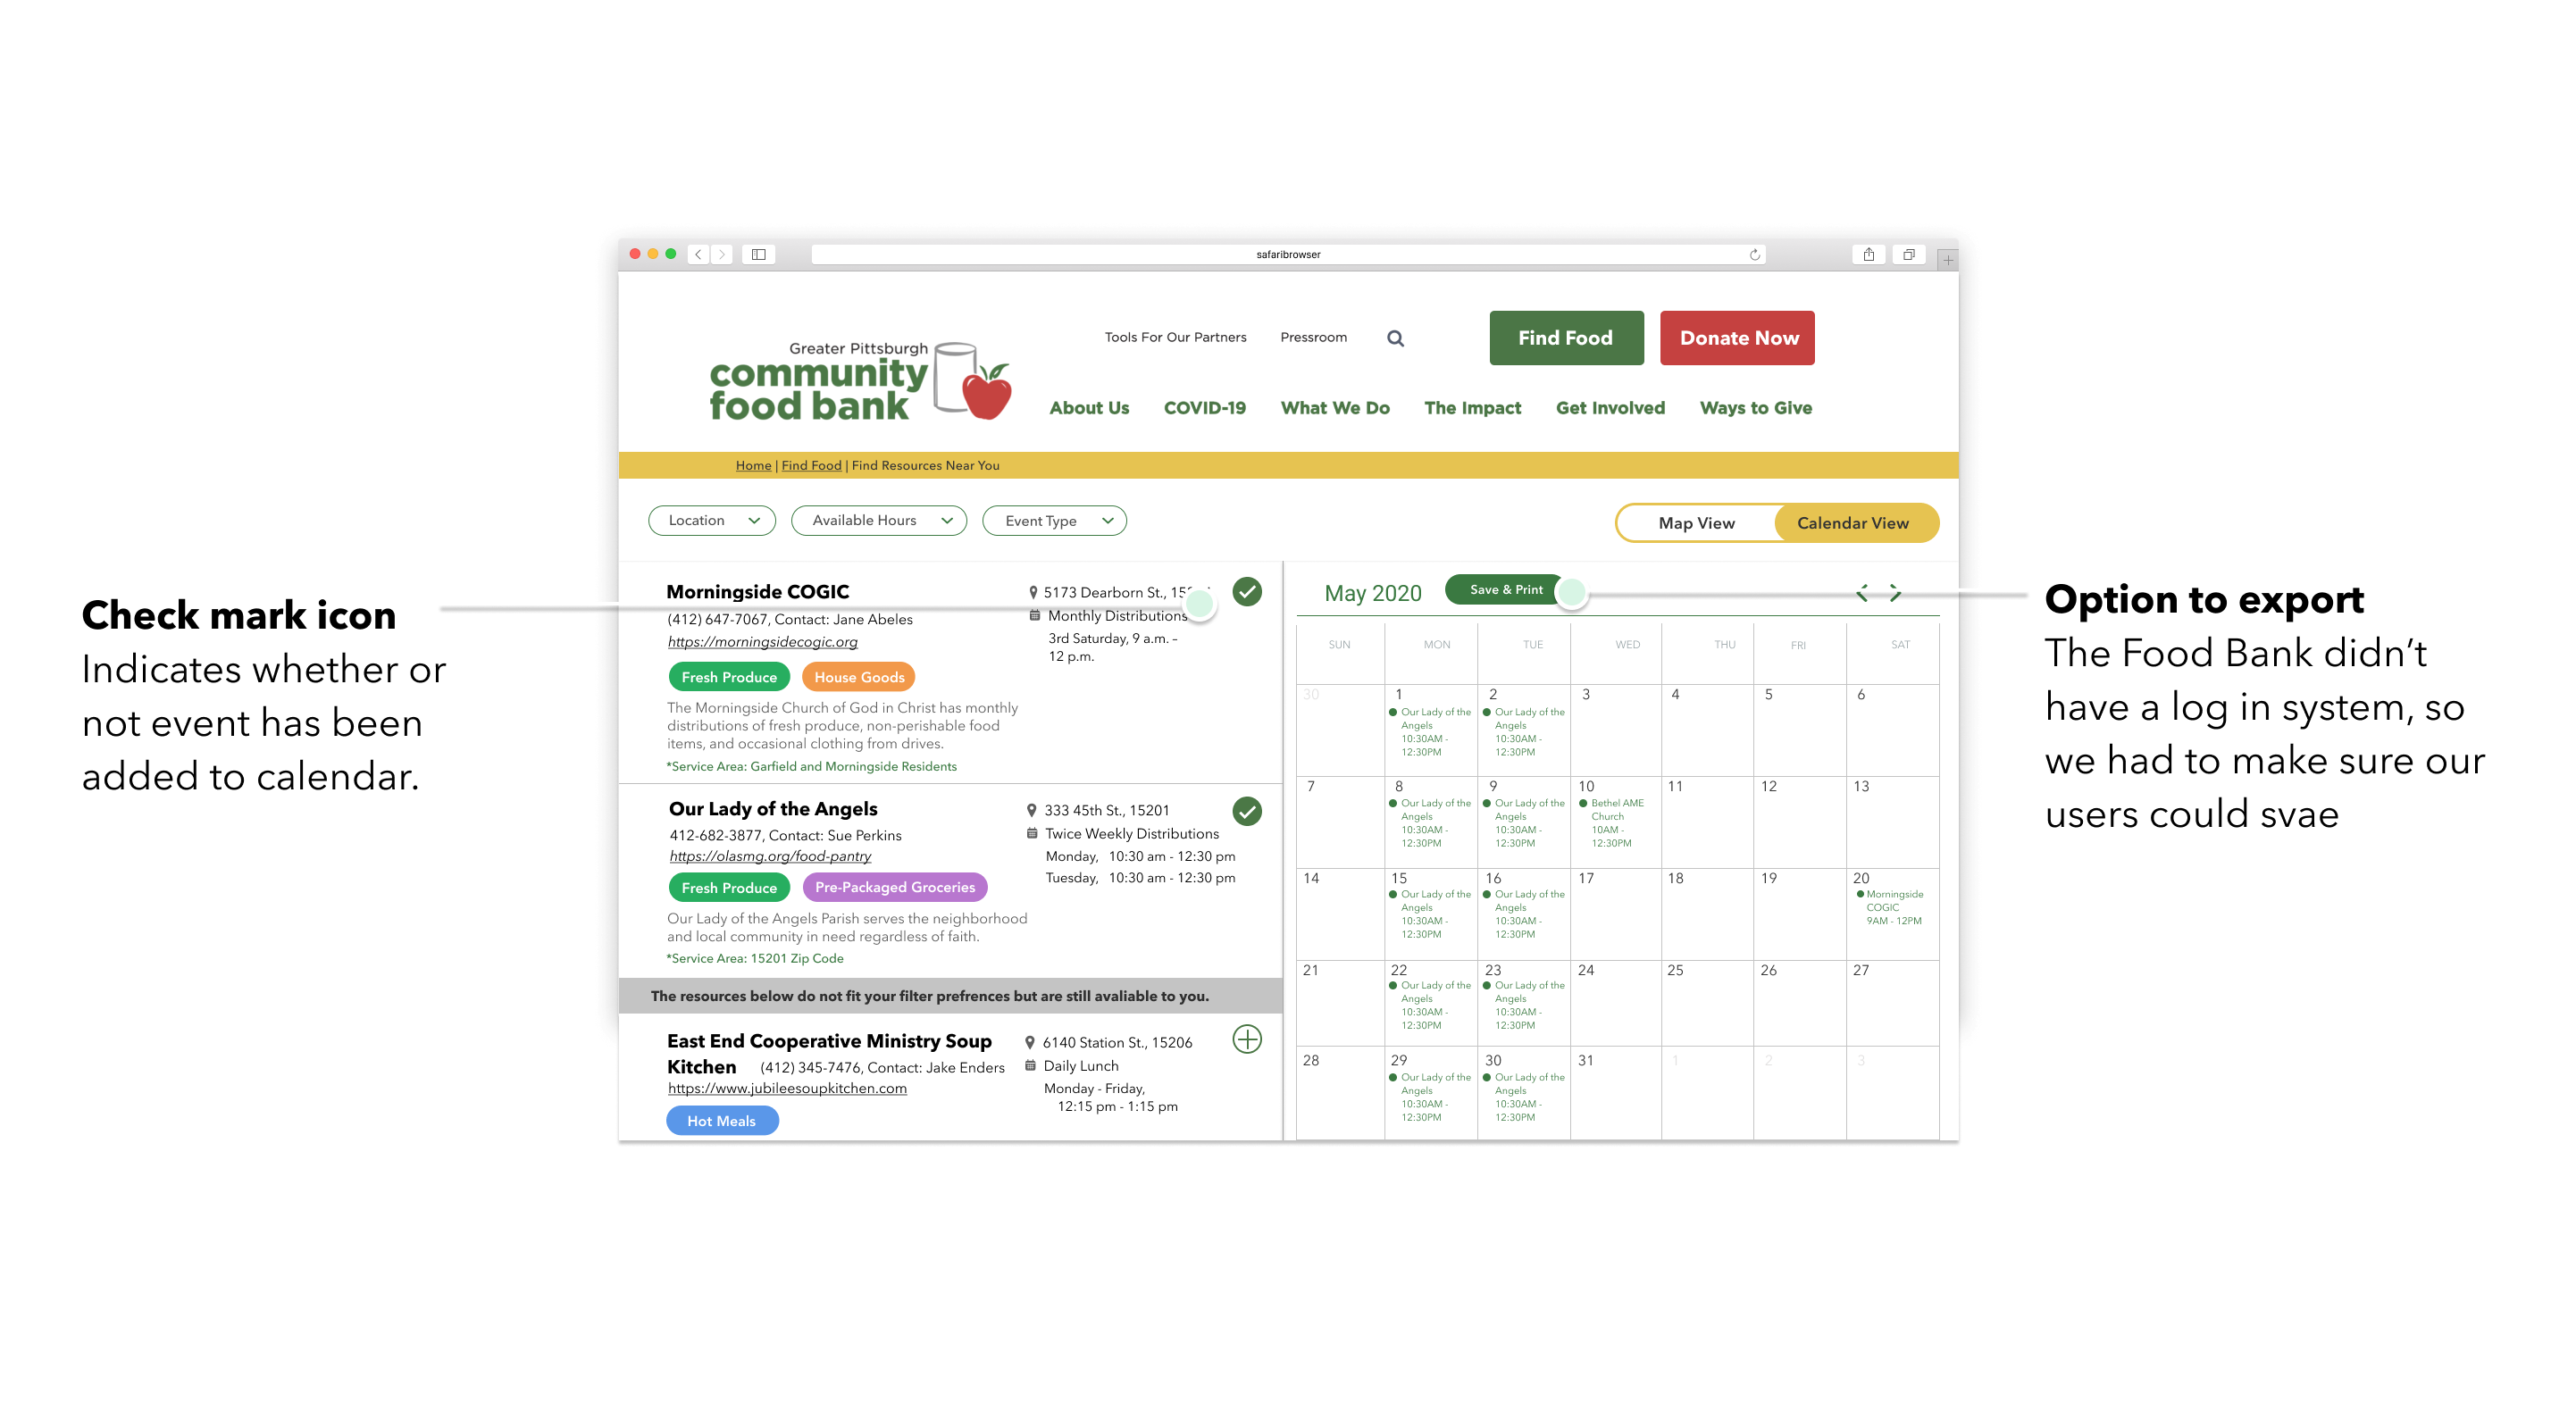 safaribrowser
Tools For Our Partners
Pressroom
Find Food
Donate Now
Greater Pittsburgh
community
food bank
About Us
COVID-19
What We Do
The Impact
Get Involved
Ways to Give
Home | Find Food | Find Resources Near You
Location
Available Hours
Event Type
Map View
Calendar View
Check mark icon
Indicates whether or
not event has been
added to calendar.
Morningside COGIC
(412) 647-7067, Contact: Jane Abeles
https://morningsidecogic.org
Fresh Produce
House Goods
The Morningside Church of God in Christ has monthly
distributions of fresh produce, non-perishable food
items, and occasional clothing from drives.
*Service Area: Garfield and Morningside Residents
5173 Dearborn St.,
Monthly Distributions
3rd Saturday, 9 a.m. –
12 p.m.
Our Lady of the Angels
412-682-3877, Contact: Sue Perkins
https://olasmg.org/food-pantry
Fresh Produce
Pre-Packaged Groceries
Our Lady of the Angels Parish serves the neighborhood
and local community in need regardless of faith.
*Service Area: 15201 Zip Code
333 45th St., 15201
Twice Weekly Distributions
Monday, 10:30 am - 12:30 pm
Tuesday, 10:30 am - 12:30 pm
The resources below do not fit your filter prefrences but are still avaliable to you.
East End Cooperative Ministry Soup
Kitchen (412) 345-7476, Contact: Jake Enders
https://www.jubileesoupkitchen.com
Hot Meals
6140 Station St., 15206
Daily Lunch
Monday - Friday,
12:15 pm - 1:15 pm
May 2020
Save & Print
SUN MON TUE WED THU FRI SAT
30 1 2 3 4 5 6
Our Lady of the Our Lady of the
Angels Angels
10:30AM - 10:30AM -
12:30PM 12:30PM
7 8 9 10 11 12 13
Our Lady of the Our Lady of the Bethel AME
Angels Angels Church
10:30AM - 10:30AM - 10AM -
12:30PM 12:30PM 12:30PM
14 15 16 17 18 19 20
Our Lady of the Our Lady of the Morningside
Angels Angels COGIC
10:30AM - 10:30AM - 9AM - 12PM
12:30PM 12:30PM
21 22 23 24 25 26 27
Our Lady of the Our Lady of the
Angels Angels
10:30AM - 10:30AM -
12:30PM 12:30PM
28 29 30 31 1 2 3
Our Lady of the Our Lady of the
Angels Angels
10:30AM - 10:30AM -
12:30PM 12:30PM
Option to export
The Food Bank didn’t
have a log in system, so
we had to make sure our
users could svae